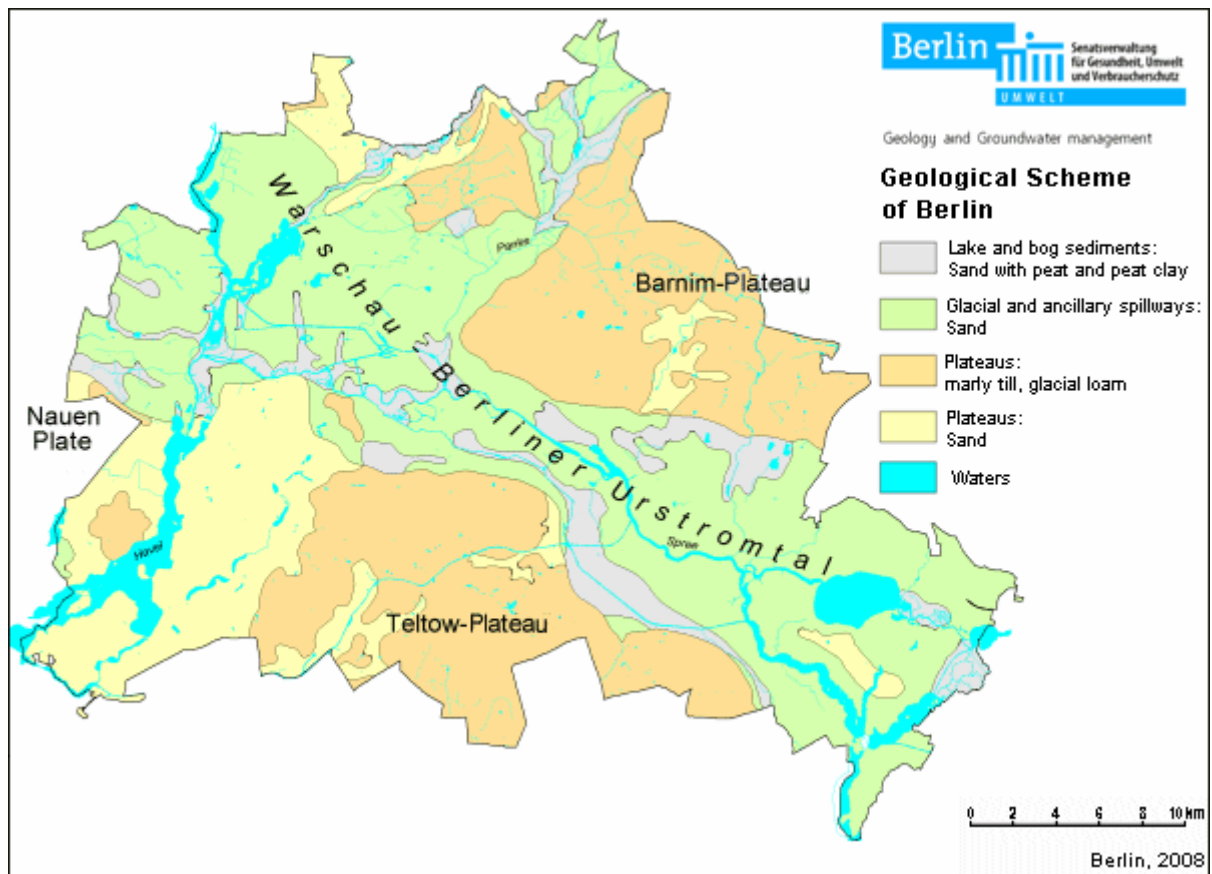 Berlin
Senatsverwaltung
für Gesundheit, Umwelt
und Verbraucherschutz
UMWELT
Geology and Groundwater management
Geological Scheme
of Berlin
Lake and bog sediments:
Sand with peat and peat clay
Glacial and ancillary spillways:
Sand
Plateaus:
marly till, glacial loam
Plateaus:
Sand
Waters
Warschau - Berliner Urstromtal
Panke
Barnim-Plateau
Nauen
Plate
Havel
Spree
Teltow-Plateau
0 2 4 6 8 10 km
Berlin, 2008